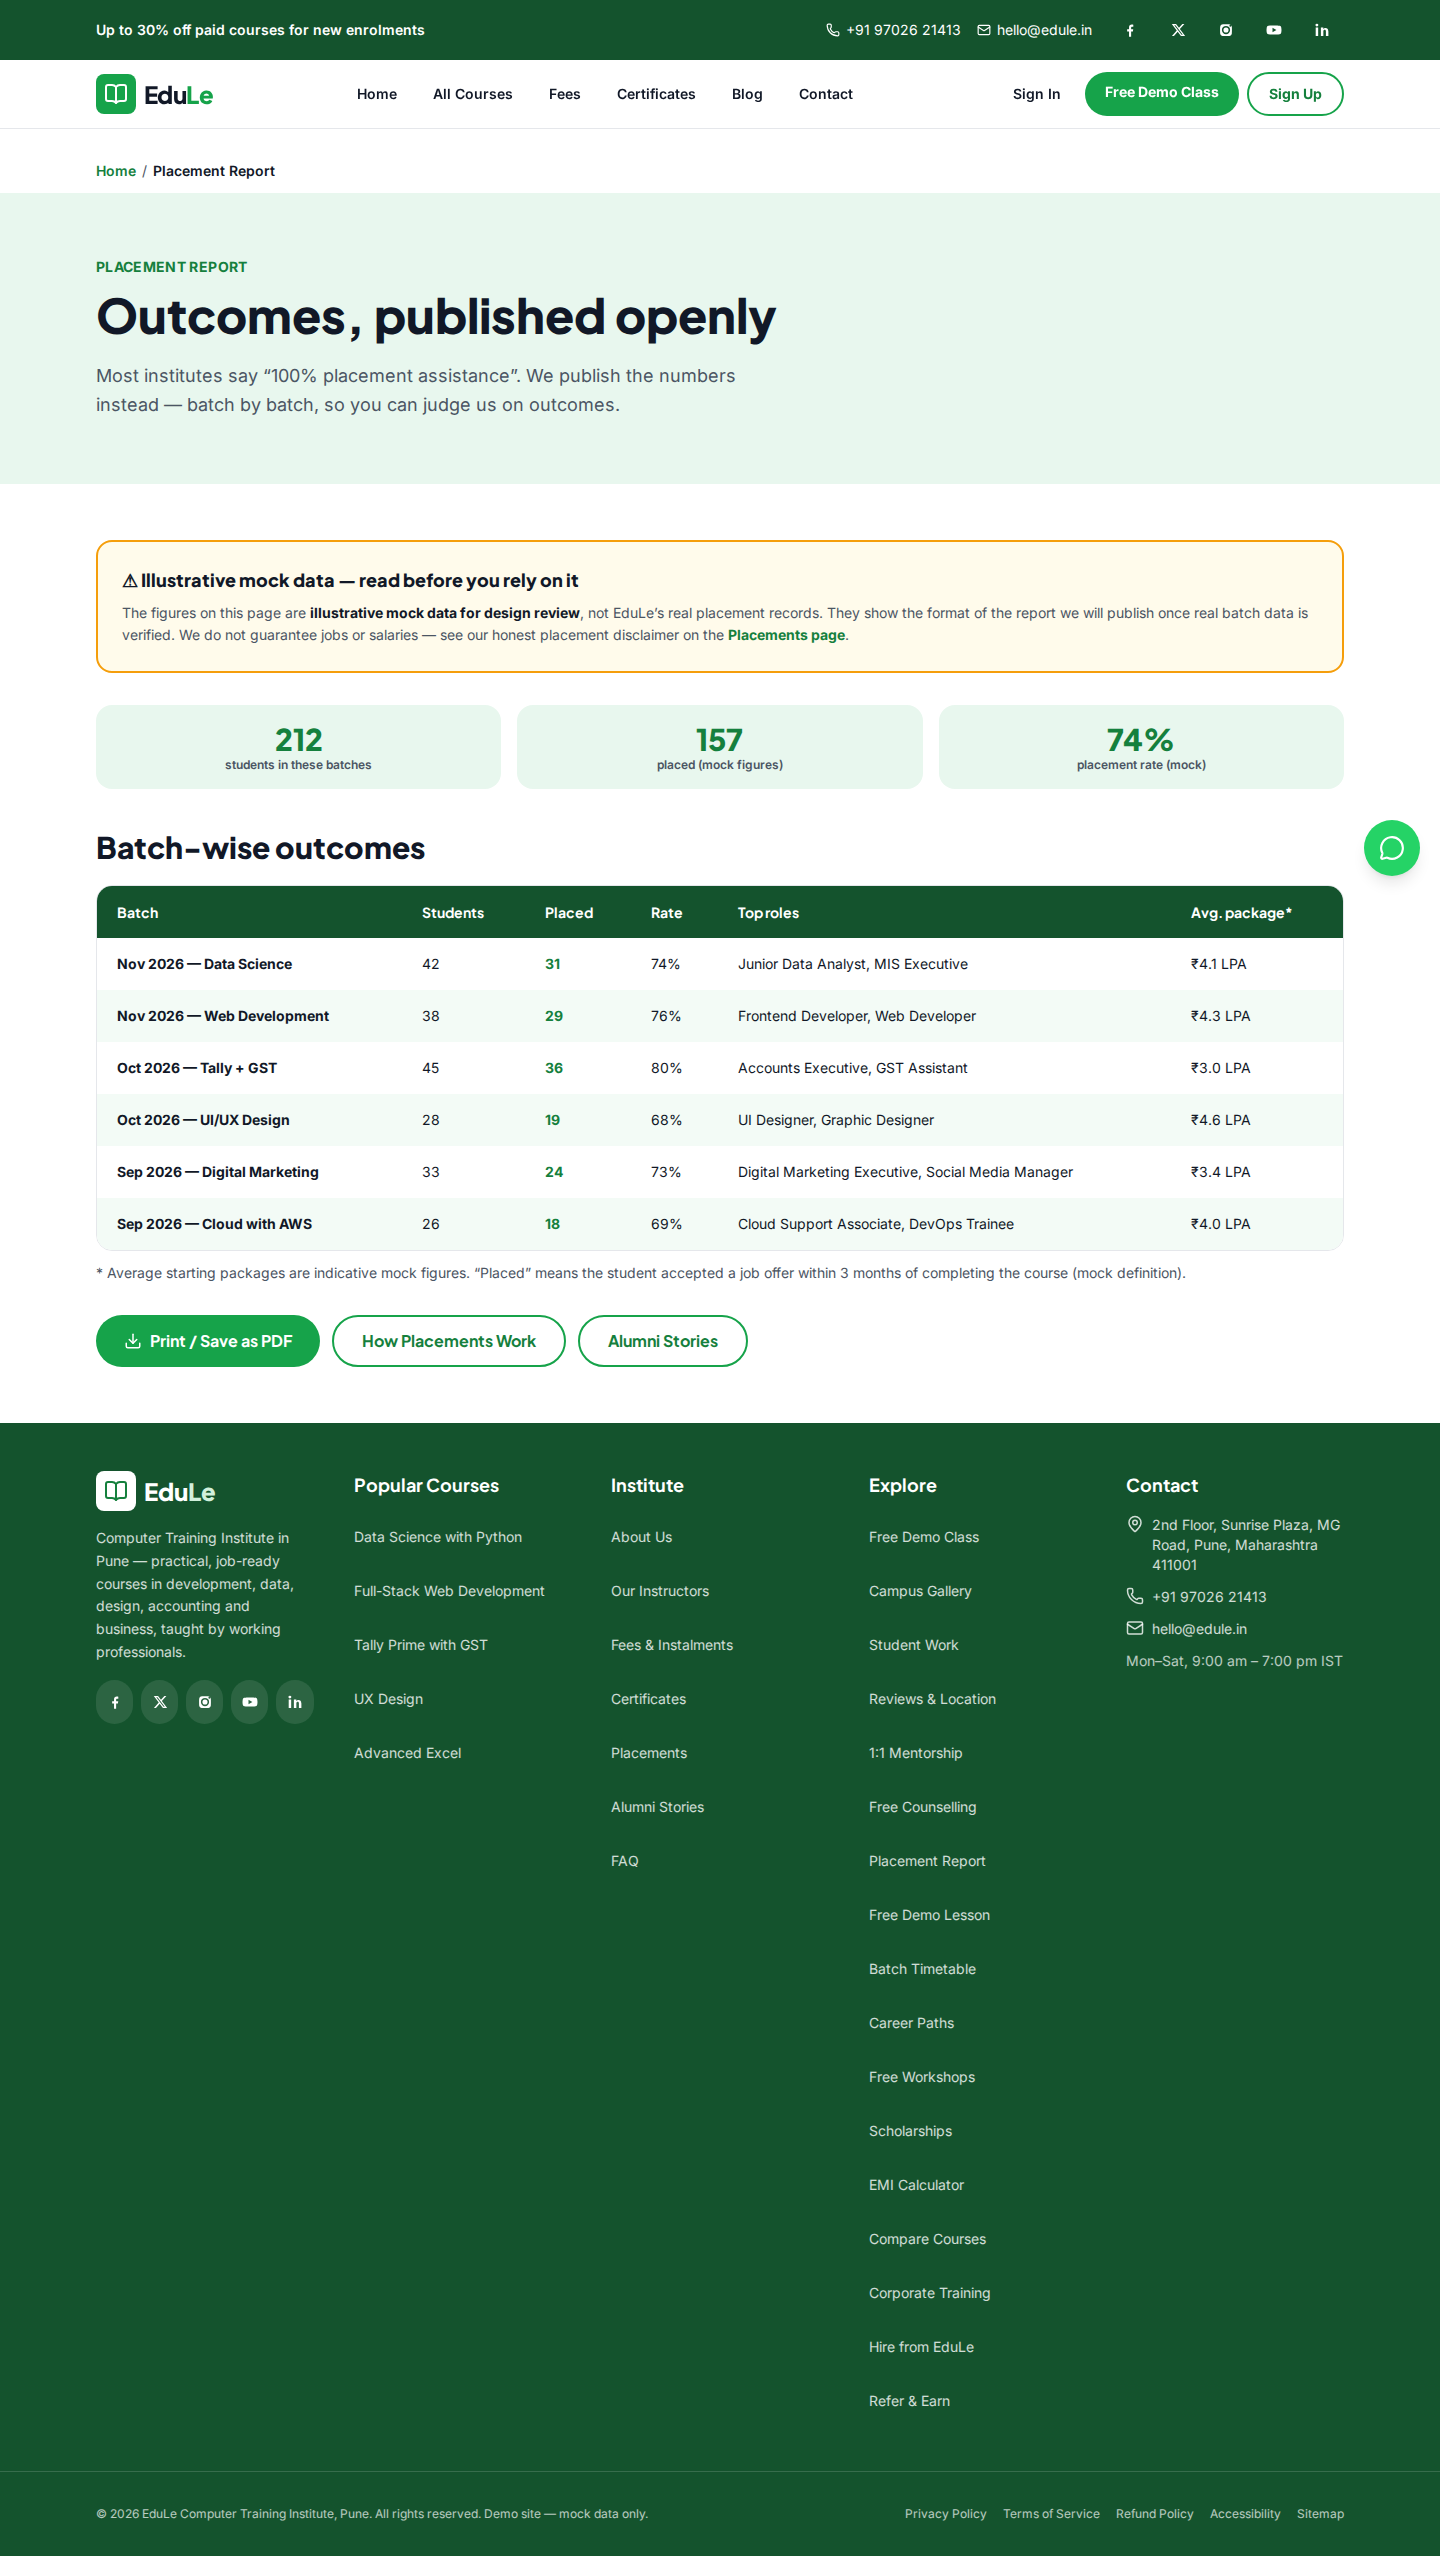 Up to 30% off paid courses for new enrolments
+91 97026 21413
hello@edule.in
EduLe
Home
All Courses
Fees
Certificates
Blog
Contact
Sign In
Free Demo Class
Sign Up
Home / Placement Report
PLACEMENT REPORT
Outcomes, published openly
Most institutes say “100% placement assistance”. We publish the numbers
instead — batch by batch, so you can judge us on outcomes.
⚠ Illustrative mock data — read before you rely on it
The figures on this page are illustrative mock data for design review, not EduLe’s real placement records. They show the format of the report we will publish once real batch data is
verified. We do not guarantee jobs or salaries — see our honest placement disclaimer on the Placements page.
212
students in these batches
157
placed (mock figures)
74%
placement rate (mock)
Batch-wise outcomes
Batch Students Placed Rate Top roles Avg. package*
Nov 2026 — Data Science 42 31 74% Junior Data Analyst, MIS Executive ₹4.1 LPA
Nov 2026 — Web Development 38 29 76% Frontend Developer, Web Developer ₹4.3 LPA
Oct 2026 — Tally + GST 45 36 80% Accounts Executive, GST Assistant ₹3.0 LPA
Oct 2026 — UI/UX Design 28 19 68% UI Designer, Graphic Designer ₹4.6 LPA
Sep 2026 — Digital Marketing 33 24 73% Digital Marketing Executive, Social Media Manager ₹3.4 LPA
Sep 2026 — Cloud with AWS 26 18 69% Cloud Support Associate, DevOps Trainee ₹4.0 LPA
* Average starting packages are indicative mock figures. “Placed” means the student accepted a job offer within 3 months of completing the course (mock definition).
Print / Save as PDF
How Placements Work
Alumni Stories
EduLe
Computer Training Institute in
Pune — practical, job-ready
courses in development, data,
design, accounting and
business, taught by working
professionals.
Popular Courses
Data Science with Python
Full-Stack Web Development
Tally Prime with GST
UX Design
Advanced Excel
Institute
About Us
Our Instructors
Fees & Instalments
Certificates
Placements
Alumni Stories
FAQ
Explore
Free Demo Class
Campus Gallery
Student Work
Reviews & Location
1:1 Mentorship
Free Counselling
Placement Report
Free Demo Lesson
Batch Timetable
Career Paths
Free Workshops
Scholarships
EMI Calculator
Compare Courses
Corporate Training
Hire from EduLe
Refer & Earn
Contact
2nd Floor, Sunrise Plaza, MG
Road, Pune, Maharashtra
411001
+91 97026 21413
hello@edule.in
Mon–Sat, 9:00 am – 7:00 pm IST
© 2026 EduLe Computer Training Institute, Pune. All rights reserved. Demo site — mock data only.
Privacy Policy
Terms of Service
Refund Policy
Accessibility
Sitemap